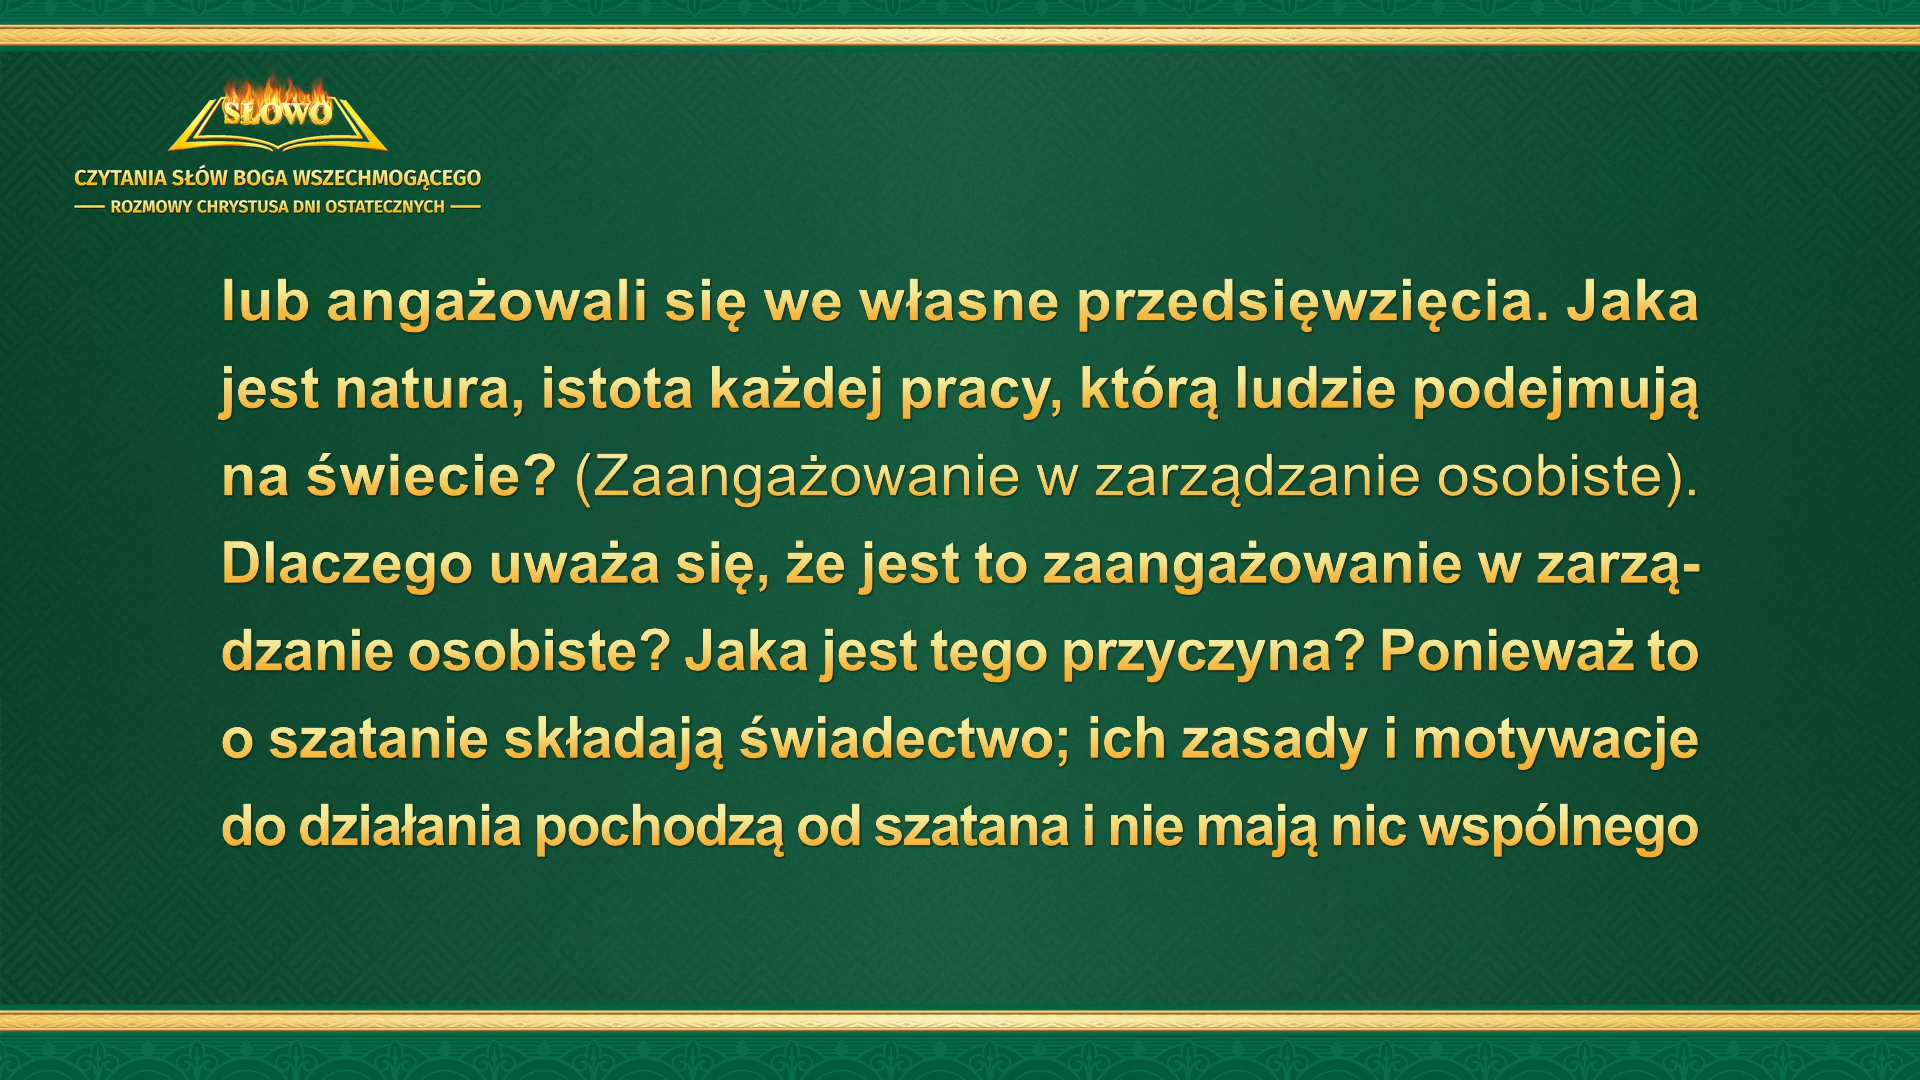 SŁOWO
CZYTANIA SŁÓW BOGA WSZECHMOGĄCEGO
ROZMOWY CHRYSTUSA DNI OSTATECZNYCH
lub angażowali się we własne przedsięwzięcia. Jaka
jest natura, istota każdej pracy, którą ludzie podejmują
na świecie? (Zaangażowanie w zarządzanie osobiste).
Dlaczego uważa się, że jest to zaangażowanie w zarzą-
dzanie osobiste? Jaka jest tego przyczyna? Ponieważ to
o szatanie składają świadectwo; ich zasady i motywacje
do działania pochodzą od szatana i nie mają nic wspólnego